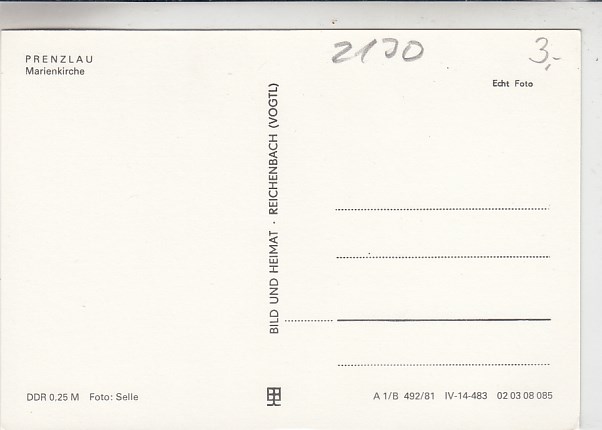 PRENZLAU
Marienkirche
2130
3,-
Echt Foto
BILD UND HEIMAT · REICHENBACH (VOGTL)
DDR 0,25 M Foto: Selle
A 1/B 492/81 IV-14-483 02 03 08 085